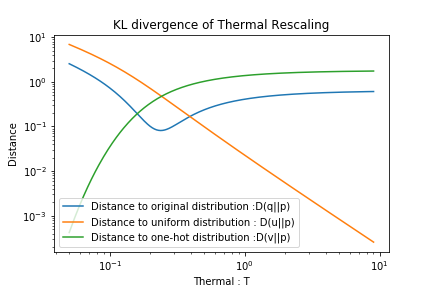 KL divergence of Thermal Rescaling
Distance
10¹
10⁰
10⁻¹
10⁻²
10⁻³
Distance to original distribution :D(q||p)
Distance to uniform distribution : D(u||p)
Distance to one-hot distribution :D(v||p)
10⁻¹
10⁰
10¹
Thermal : T